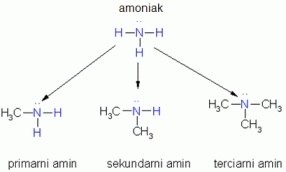 amoniak
H N H
H
H₃C N H
H
H₃C N H
CH₃
H₃C N CH₃
CH₃
primarni amin
sekundarni amin
terciarni amin